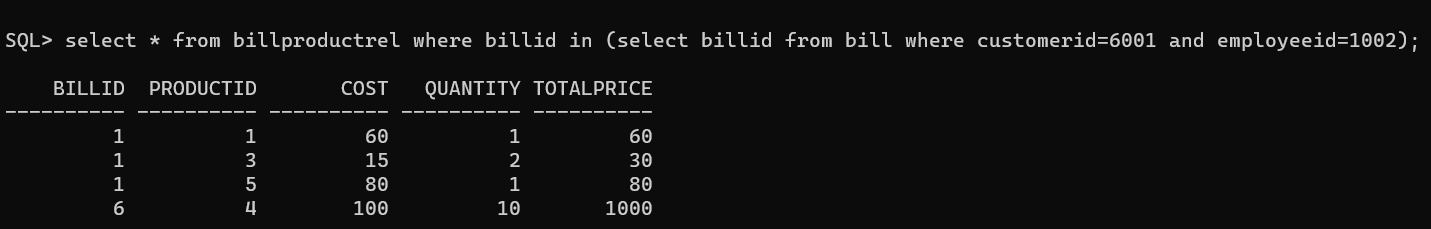 SQL> select * from billproductrel where billid in (select billid from bill where customerid=6001 and employeeid=1002);
    BILLID  PRODUCTID       COST   QUANTITY TOTALPRICE
---------- ---------- ---------- ---------- ----------
         1          1         60          1         60
         1          3         15          2         30
         1          5         80          1         80
         6          4        100         10       1000